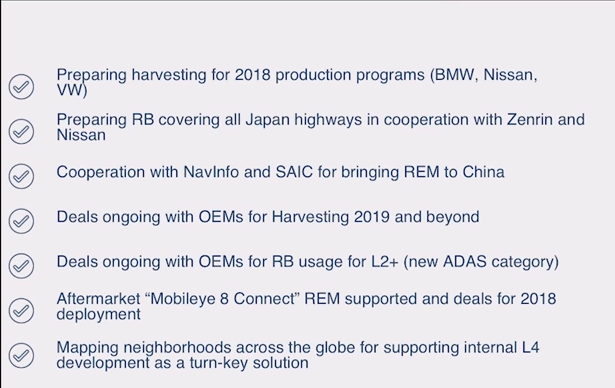 Preparing harvesting for 2018 production programs (BMW, Nissan,
VW)
Preparing RB covering all Japan highways in cooperation with Zenrin and
Nissan
Cooperation with NavInfo and SAIC for bringing REM to China
Deals ongoing with OEMs for Harvesting 2019 and beyond
Deals ongoing with OEMs for RB usage for L2+ (new ADAS category)
Aftermarket “Mobileye 8 Connect” REM supported and deals for 2018
deployment
Mapping neighborhoods across the globe for supporting internal L4
development as a turn-key solution